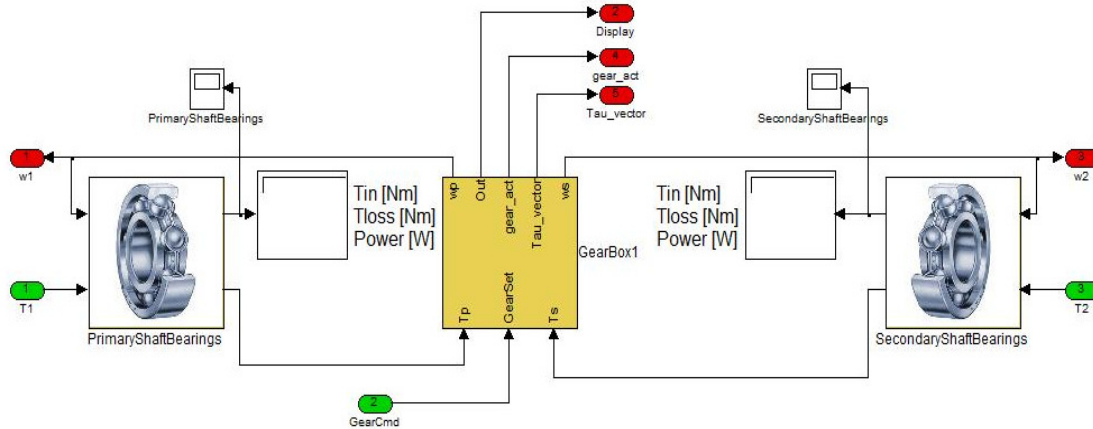 2
Display
4
gear_act
5
Tau_vector
PrimaryShaftBearings
SecondaryShaftBearings
1
w1
3
w2
wp
Out
gear_act
Tau_vector
ws
Tin [Nm]
Tloss [Nm]
Power [W]
Tin [Nm]
Tloss [Nm]
Power [W]
GearBox1
1
T1
3
T2
Tp
GearSet
Ts
PrimaryShaftBearings
SecondaryShaftBearings
2
GearCmd